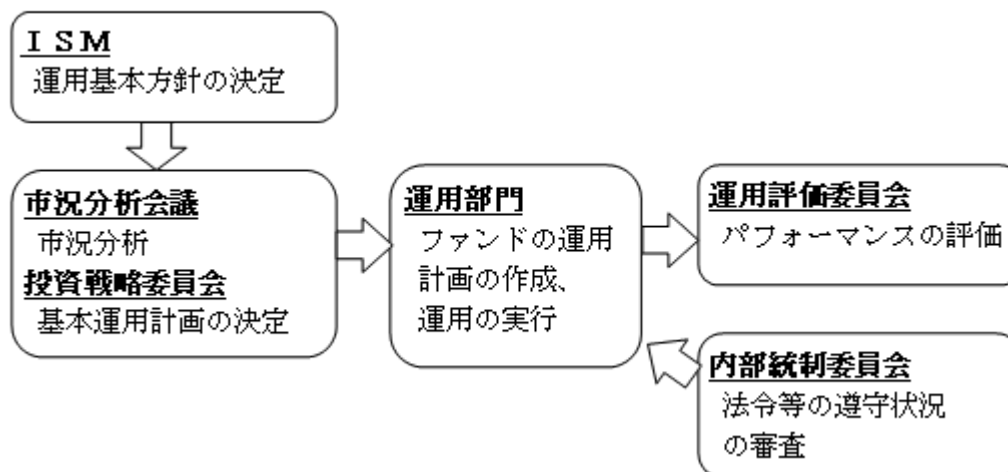 ＩＳＭ
運用基本方針の決定
市況分析会議
市況分析
投資戦略委員会
基本運用計画の決定
運用部門
ファンドの運用
計画の作成、
運用の実行
運用評価委員会
パフォーマンスの評価
内部統制委員会
法令等の遵守状況
の審査